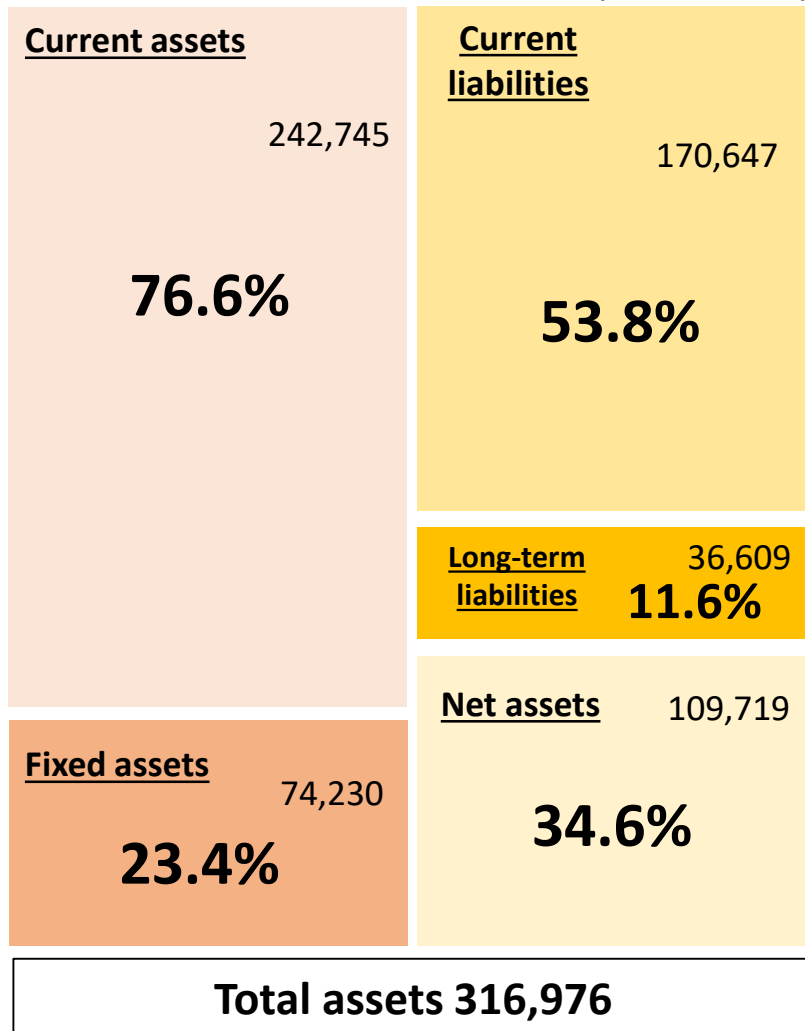 Current assets
242,745
76.6%
Fixed assets
74,230
23.4%
Current
liabilities
170,647
53.8%
Long-term
liabilities
36,609
11.6%
Net assets
109,719
34.6%
Total assets 316,976